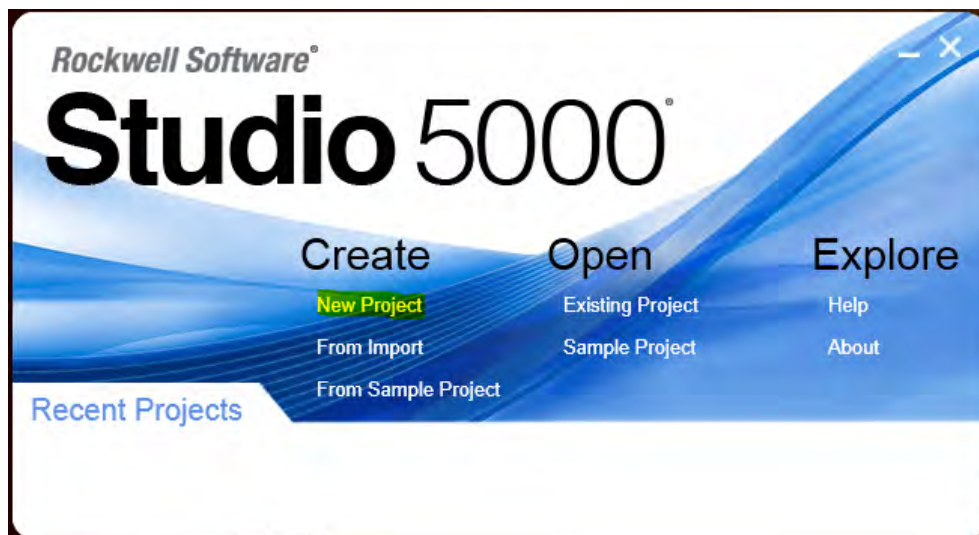 Rockwell Software®
Studio 5000®
Create
New Project
From Import
From Sample Project
Open
Existing Project
Sample Project
Explore
Help
About
Recent Projects